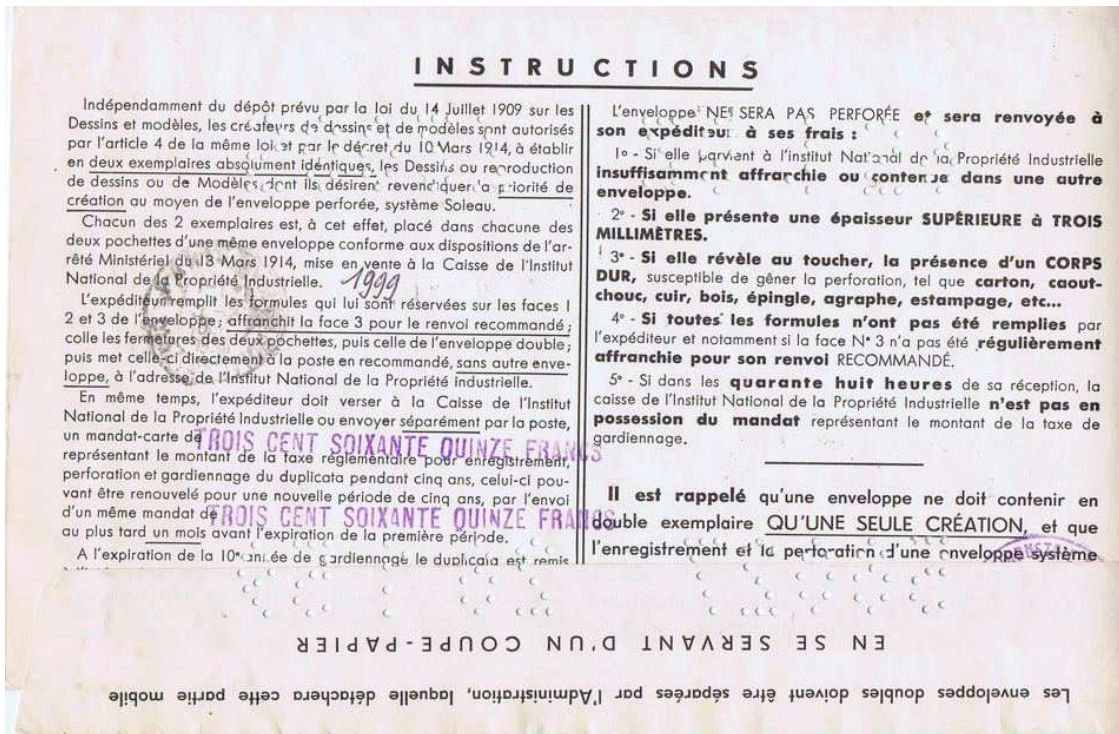 INSTRUCTIONS
Indépendamment du dépôt prévu par la loi du 14 Juillet 1909 sur les
Dessins et modèles, les créateurs de dessins et de modèles sont autorisés
par l'article 4 de la même loi et par le décret du 10 Mars 1914, à établir
en deux exemplaires absolument identiques, les Dessins ou reproduction
de dessins ou de Modèles dont ils désirent revendiquer la priorité de
création au moyen de l'enveloppe perforée, système Soleau.
Chacun des 2 exemplaires est, à cet effet, placé dans chacune des
deux pochettes d'une même enveloppe conforme aux dispositions de l'ar-
rêté Ministériel du 13 Mars 1914, mise en vente à la Caisse de l'Institut
National de la Propriété Industrielle.
1999
L'expéditeur remplit les formules qui lui sont réservées sur les faces 1
2 et 3 de l'enveloppe ; affranchit la face 3 pour le renvoi recommandé ;
colle les fermetures des deux pochettes, puis celle de l'enveloppe double ;
puis met celle-ci directement à la poste en recommandé, sans autre enve-
loppe, à l'adresse de l'Institut National de la Propriété industrielle.
En même temps, l'expéditeur doit verser à la Caisse de l'Institut
National de la Propriété Industrielle ou envoyer séparément par la poste,
un mandat-carte de TROIS CENT SOIXANTE QUINZE FRANCS
représentant le montant de la taxe réglementaire pour enregistrement,
perforation et gardiennage du duplicata pendant cinq ans, celui-ci pou-
vant être renouvelé pour une nouvelle période de cinq ans, par l'envoi
d'un même mandat de TROIS CENT SOIXANTE QUINZE FRANCS
au plus tard un mois avant l'expiration de la première période.
A l'expiration de la 10e année de gardiennage le duplicata est remis
L'enveloppe NE SERA PAS PERFORÉE et sera renvoyée à
son expéditeur à ses frais :
1o - Si elle parvient à l'institut National de la Propriété Industrielle
insuffisamment affranchie ou contenue dans une autre
enveloppe.
2o - Si elle présente une épaisseur SUPÉRIEURE à TROIS
MILLIMÈTRES.
3o - Si elle révèle au toucher, la présence d'un CORPS
DUR, susceptible de gêner la perforation, tel que carton, caout-
chouc, cuir, bois, épingle, agraphe, estampage, etc...
4o - Si toutes les formules n'ont pas été remplies par
l'expéditeur et notamment si la face N° 3 n'a pas été régulièrement
affranchie pour son renvoi RECOMMANDÉ.
5o - Si dans les quarante huit heures de sa réception, la
caisse de l'Institut National de la Propriété Industrielle n'est pas en
possession du mandat représentant le montant de la taxe de
gardiennage.
Il est rappelé qu'une enveloppe ne doit contenir en
double exemplaire QU'UNE SEULE CRÉATION, et que
l'enregistrement et la perforation d'une enveloppe système
Les enveloppes doubles doivent être séparées par l'Administration, laquelle détachera cette partie mobile
EN SE SERVANT D'UN COUPE-PAPIER